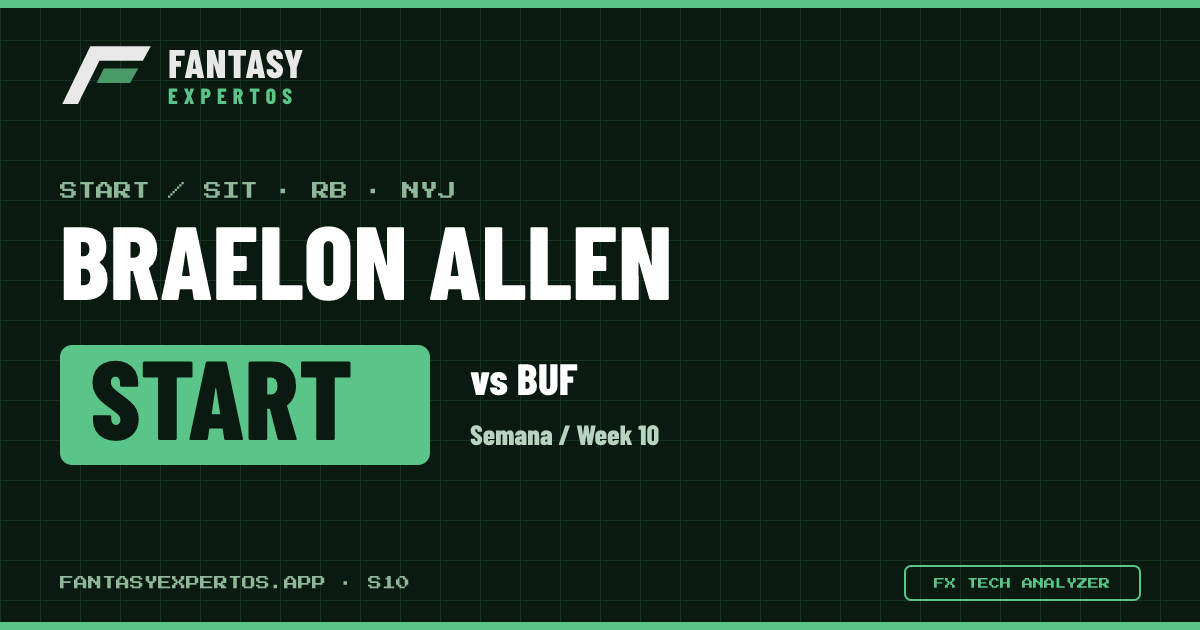 FANTASY
EXPERTOS
START / SIT · RB · NYJ
BRAELON ALLEN
START
vs BUF
Semana / Week 10
FANTASYEXPERTOS.APP · S10
FX TECH ANALYZER